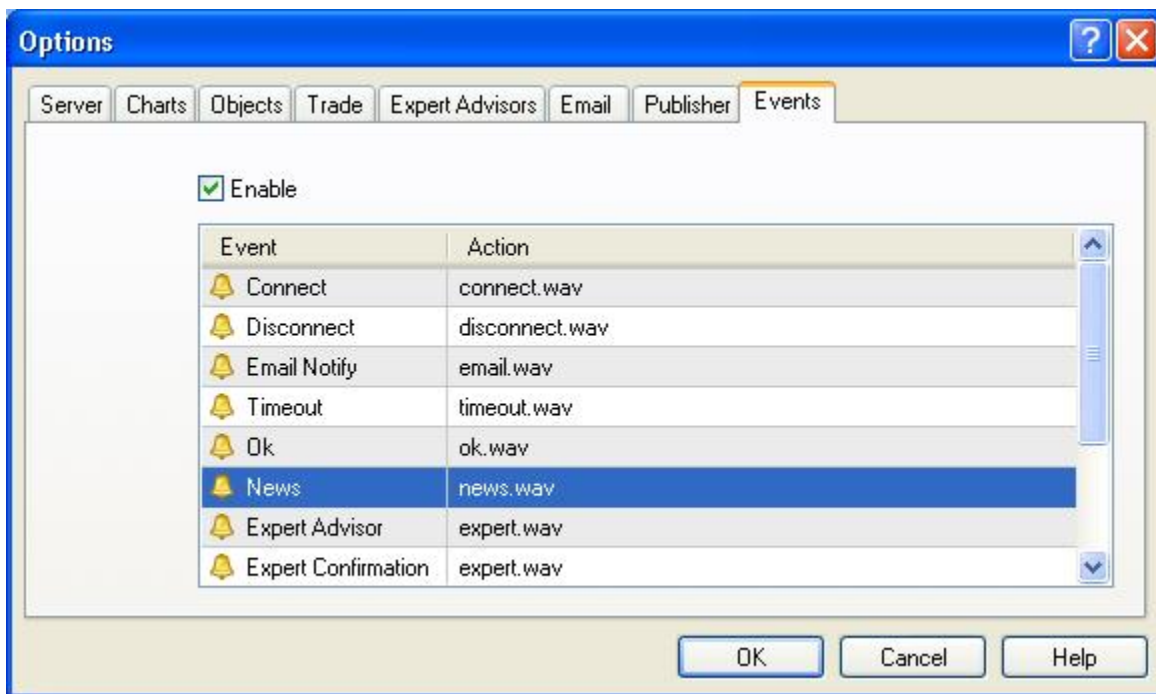 Options
Server Charts Objects Trade Expert Advisors Email Publisher Events
Enable
Event Action
Connect connect.wav
Disconnect disconnect.wav
Email Notify email.wav
Timeout timeout.wav
Ok ok.wav
News news.wav
Expert Advisor expert.wav
Expert Confirmation expert.wav
OK Cancel Help